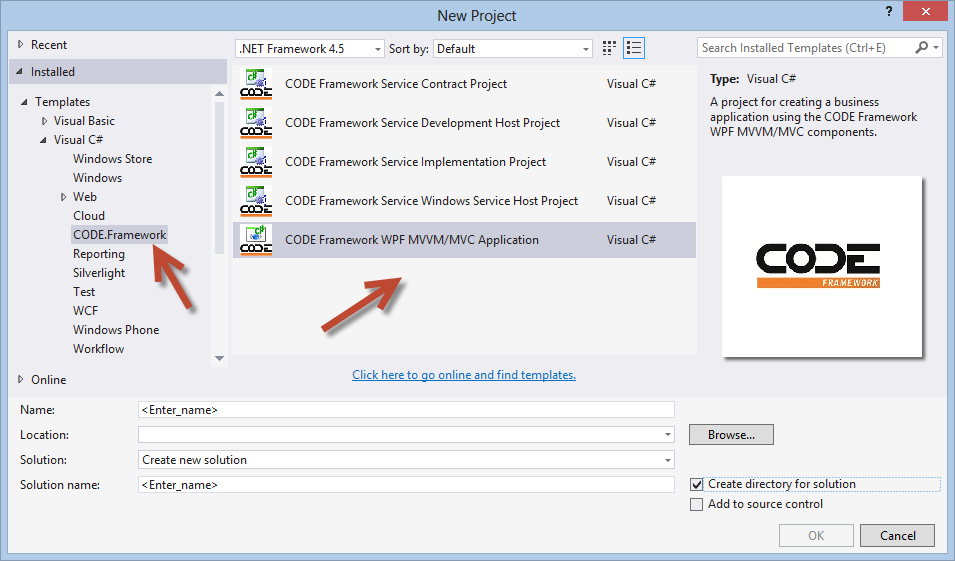 New Project
?
Recent
.NET Framework 4.5
Sort by:
Default
Search Installed Templates (Ctrl+E)
Installed
Templates
Visual Basic
Visual C#
Windows Store
Windows
Web
Cloud
CODE.Framework
Reporting
Silverlight
Test
WCF
Windows Phone
Workflow
Online
CODE
CODE Framework Service Contract Project
Visual C#
CODE
CODE Framework Service Development Host Project
Visual C#
CODE
CODE Framework Service Implementation Project
Visual C#
CODE
CODE Framework Service Windows Service Host Project
Visual C#
CODE
CODE Framework WPF MVVM/MVC Application
Visual C#
Click here to go online and find templates.
Type: Visual C#
A project for creating a business
application using the CODE Framework
WPF MVVM/MVC components.
CODE
FRAMEWORK
Name:
<Enter_name>
Location:
Browse...
Solution:
Create new solution
Solution name:
<Enter_name>
Create directory for solution
Add to source control
OK
Cancel